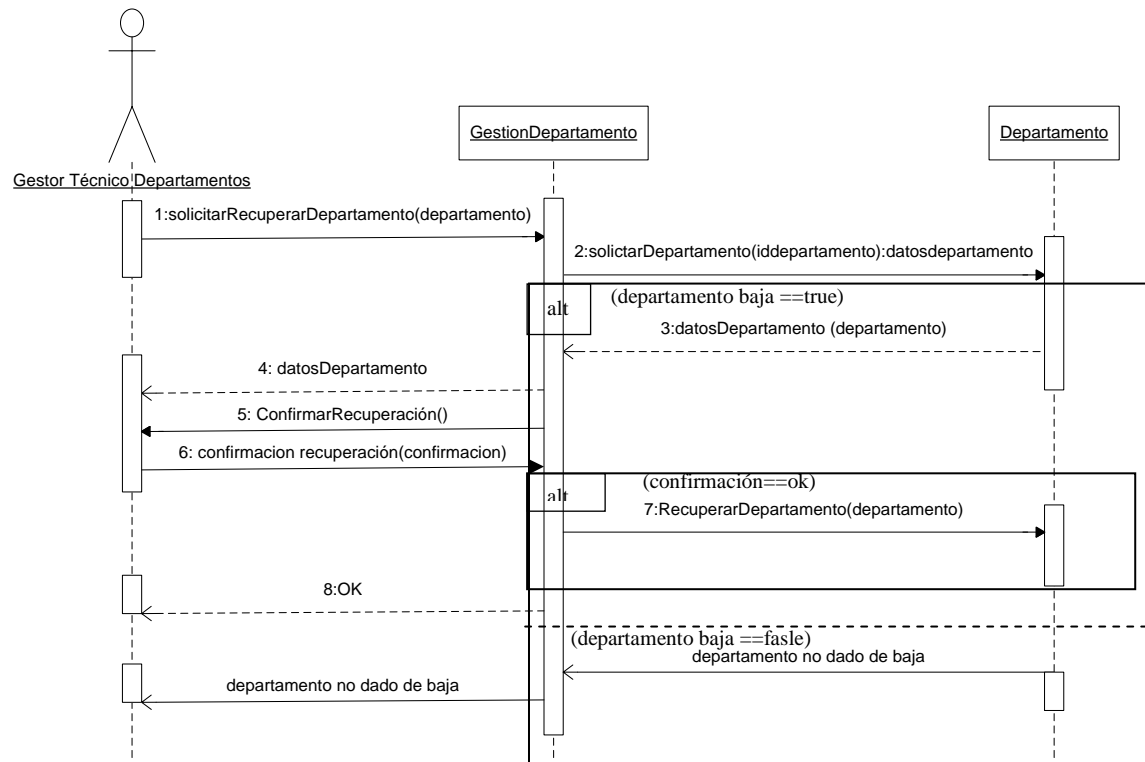 GestionDepartamento
Departamento
Gestor Técnico Departamentos
1:solicitarRecuperarDepartamento(departamento)
2:solictarDepartamento(iddepartamento):datosdepartamento
alt
(departamento baja ==true)
3:datosDepartamento (departamento)
4: datosDepartamento
5: ConfirmarRecuperación()
6: confirmacion recuperación(confirmacion)
alt
(confirmación==ok)
7:RecuperarDepartamento(departamento)
8:OK
(departamento baja ==fasle)
departamento no dado de baja
departamento no dado de baja